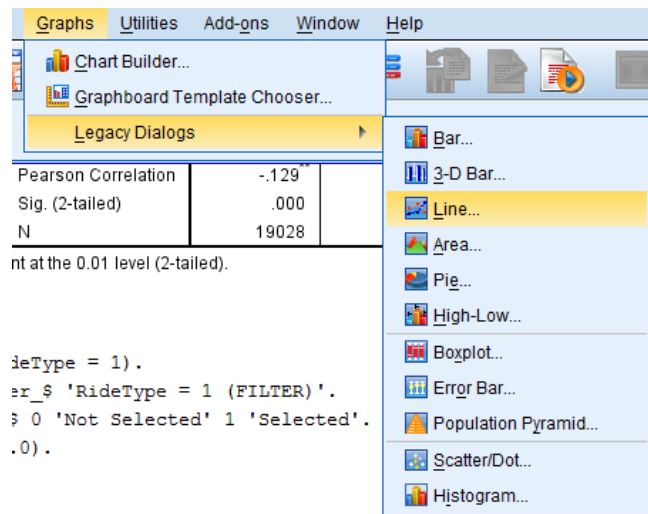 Graphs Utilities Add-ons Window Help
Chart Builder...
Graphboard Template Chooser...
Legacy Dialogs
Bar...
3-D Bar...
Line...
Area...
Pie...
High-Low...
Boxplot...
Error Bar...
Population Pyramid...
Scatter/Dot...
Histogram...
Pearson Correlation -.129**
Sig. (2-tailed) .000
N 19028
nt at the 0.01 level (2-tailed).
deType = 1).
er_$ 'RideType = 1 (FILTER)'.
$ 0 'Not Selected' 1 'Selected'.
.0).